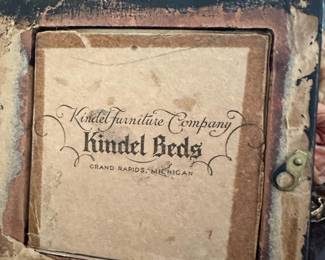 Kindel Furniture Company
Kindel Beds
GRAND RAPIDS, MICHIGAN